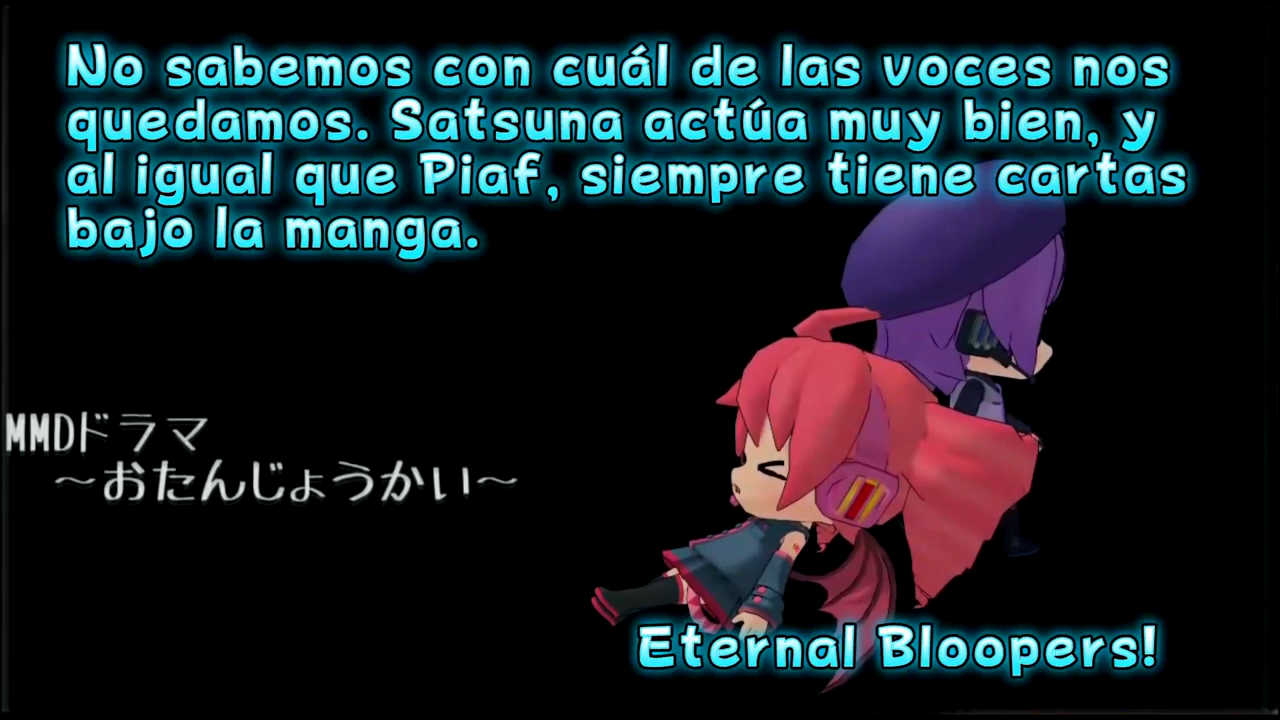 No sabemos con cuál de las voces nos
quedamos. Satsuna actúa muy bien, y
al igual que Piaf, siempre tiene cartas
bajo la manga.
MMDドラマ
~おたんじょうかい~
Eternal Bloopers!